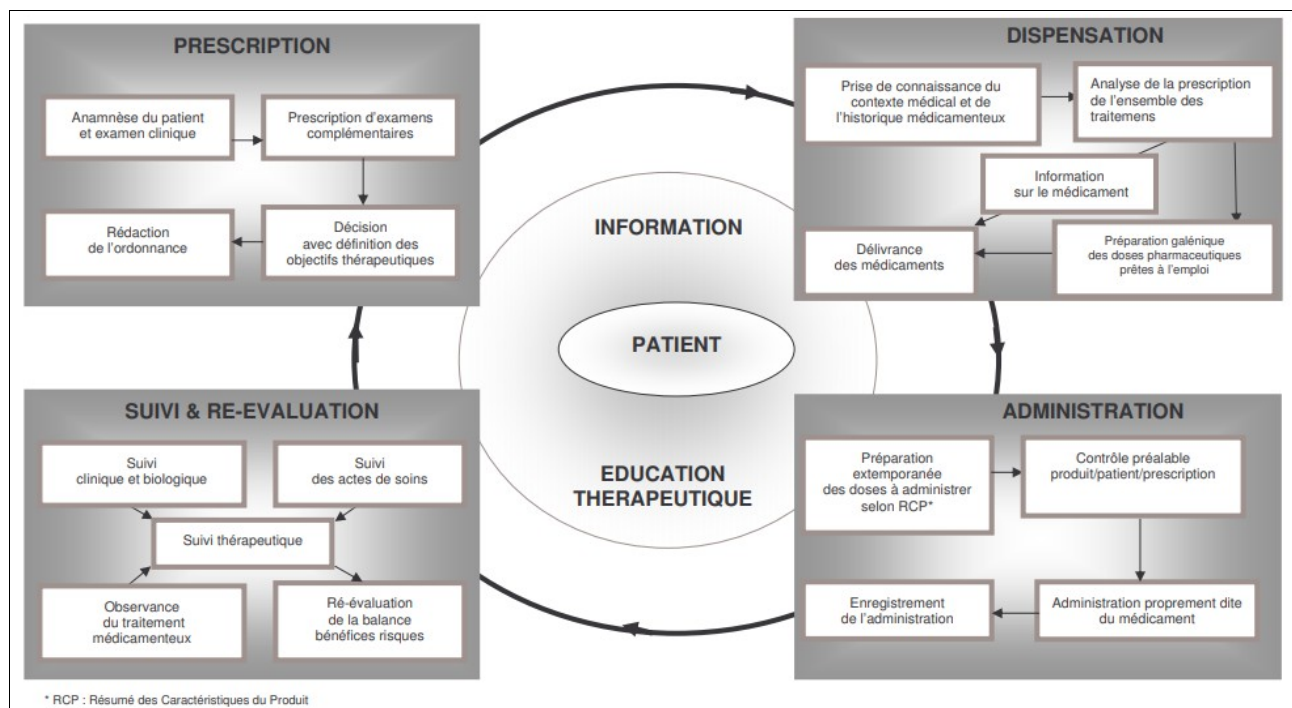 PRESCRIPTION
Anamnèse du patient
et examen clinique
Prescription d'examens
complémentaires
Rédaction
de l'ordonnance
Décision
avec définition des
objectifs thérapeutiques
DISPENSATION
Prise de connaissance du
contexte médical et de
l'historique médicamenteux
Analyse de la prescription
de l'ensemble des
traitemens
Information
sur le médicament
Délivrance
des médicaments
Préparation galénique
des doses pharmaceutiques
prêtes à l'emploi
INFORMATION
PATIENT
EDUCATION
THERAPEUTIQUE
SUIVI & RE-EVALUATION
Suivi
clinique et biologique
Suivi
des actes de soins
Suivi thérapeutique
Observance
du traitement
médicamenteux
Ré-évaluation
de la balance
bénéfices risques
ADMINISTRATION
Préparation
extemporanée
des doses à administrer
selon RCP*
Contrôle préalable
produit/patient/prescription
Enregistrement
de l'administration
Administration proprement dite
du médicament
* RCP : Résumé des Caractéristiques du Produit